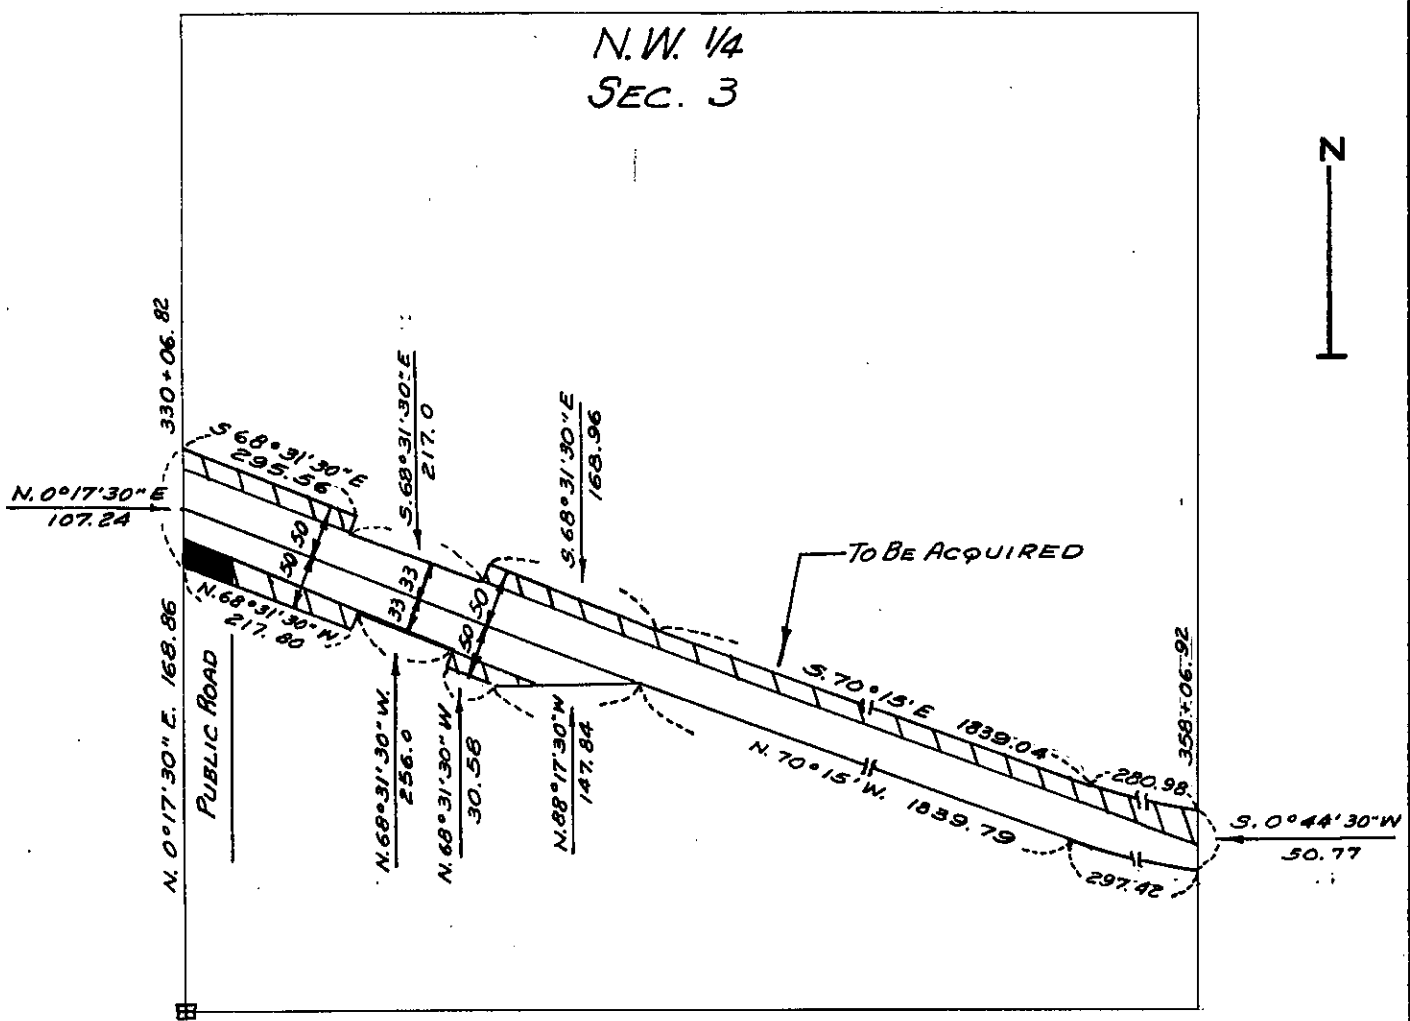 N.W. 1/4
SEC. 3
N
330+06.82
S 68°31'30"E
295.56
S.68°31'30"E
217.0
S.68°31'30"E
168.96
N.0°17'30"E
107.24
50
50
33
33
50
50
TO BE ACQUIRED
N.68°31'30"W
217.80
N.0°17'30"E. 168.86
PUBLIC ROAD
N.68°31'30"W.
256.0
N.68°31'30"W
30.58
N.88°17'30"W
147.84
S.70°15'E 1839.04
N.70°15'W. 1839.79
280.98
297.42
358+06.92
S.0°44'30"W
50.77